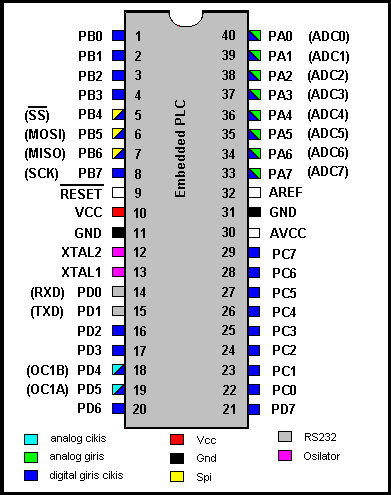 PB0 1 40 PA0 (ADC0)
PB1 2 39 PA1 (ADC1)
PB2 3 38 PA2 (ADC2)
PB3 4 37 PA3 (ADC3)
(SS) PB4 5 36 PA4 (ADC4)
(MOSI) PB5 6 35 PA5 (ADC5)
(MISO) PB6 7 34 PA6 (ADC6)
(SCK) PB7 8 33 PA7 (ADC7)
RESET 9 32 AREF
VCC 10 31 GND
GND 11 30 AVCC
XTAL2 12 29 PC7
XTAL1 13 28 PC6
(RXD) PD0 14 27 PC5
(TXD) PD1 15 26 PC4
PD2 16 25 PC3
PD3 17 24 PC2
(OC1B) PD4 18 23 PC1
(OC1A) PD5 19 22 PC0
PD6 20 21 PD7
Embedded PLC
analog cikis Vcc RS232
analog giris Gnd Osilator
digital giris cikis Spi